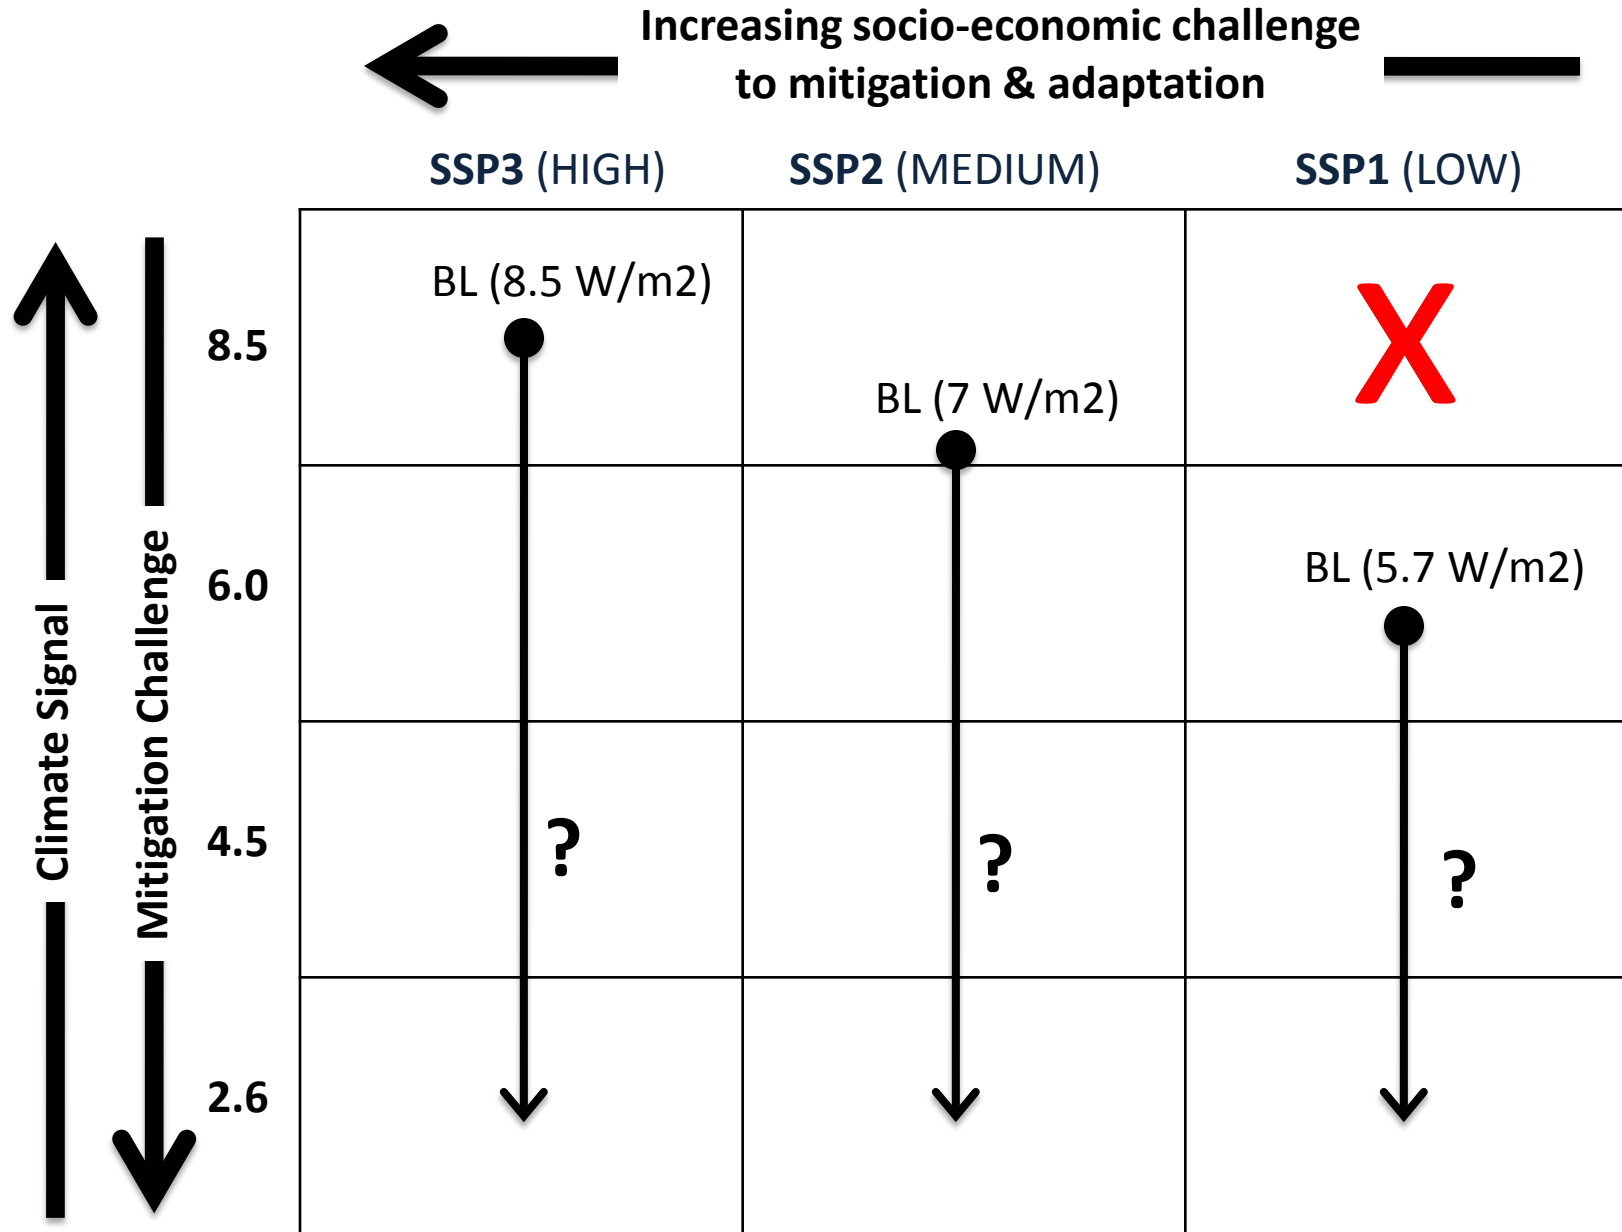 Increasing socio-economic challenge
to mitigation & adaptation
SSP3 (HIGH)
SSP2 (MEDIUM)
SSP1 (LOW)
Climate Signal
Mitigation Challenge
8.5
BL (8.5 W/m2)
BL (7 W/m2)
X
6.0
BL (5.7 W/m2)
4.5
?
?
?
2.6